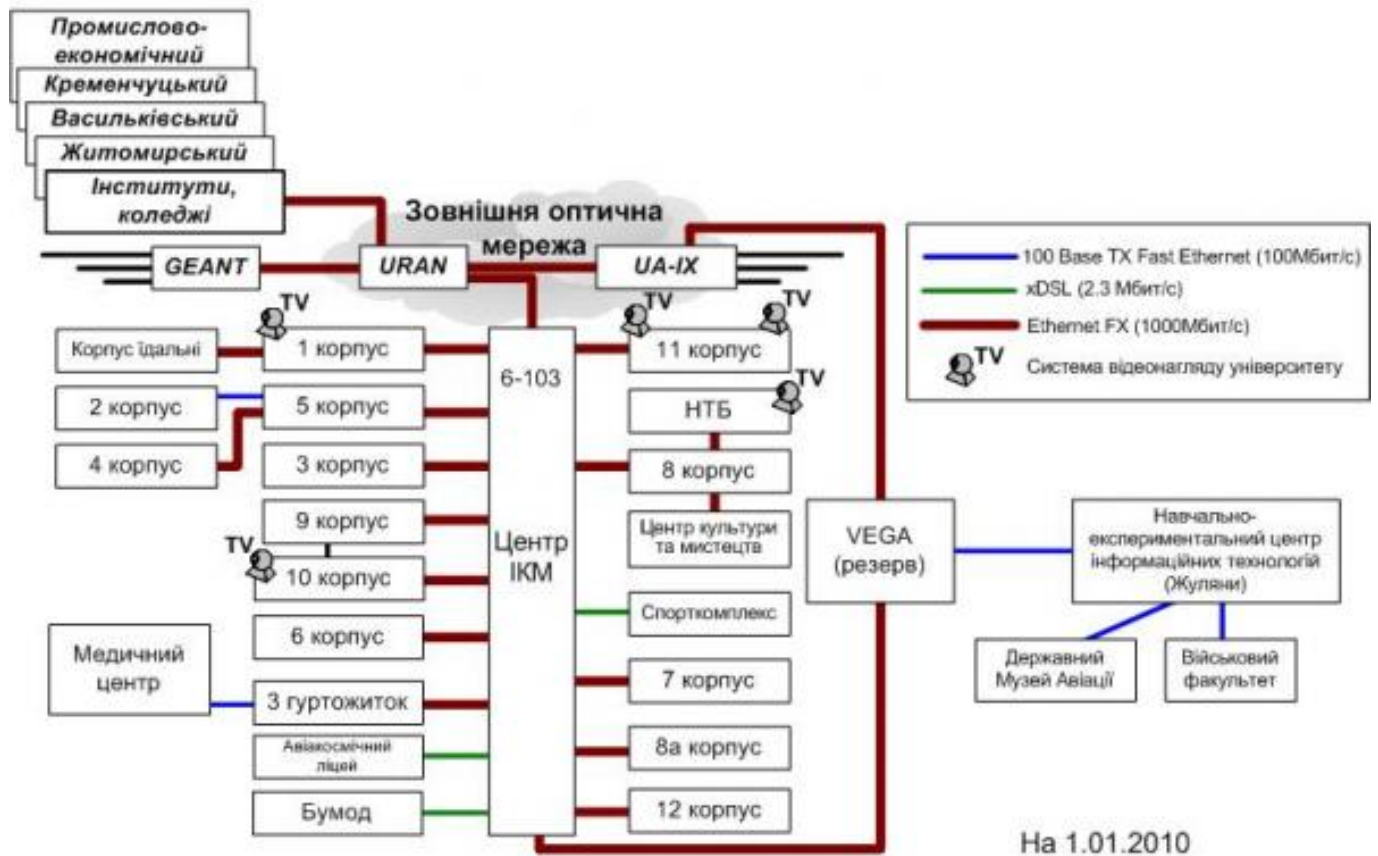 Промислово-
економічний
Кременчуцький
Васильківський
Житомирський
Інститути,
коледжі
Зовнішня оптична
мережа
GEANT
URAN
UA-IX
100 Base TX Fast Ethernet (100Мбит/с)
xDSL (2.3 Мбит/с)
Ethernet FX (1000Мбит/с)
TV
Система відеонагляду університету
TV
TV
TV
Корпус їдальні
1 корпус
11 корпус
6-103
TV
2 корпус
5 корпус
НТБ
4 корпус
3 корпус
8 корпус
9 корпус
Центр культури
та мистецтв
Центр
ІКМ
VEGA
(резерв)
Навчально-
експериментальний центр
інформаційних технологій
(Жуляни)
TV
10 корпус
Спорткомплекс
6 корпус
Медичний
центр
Державний
Музей Авіації
Військовий
факультет
3 гуртожиток
7 корпус
Авіакосмічний
ліцей
8а корпус
Бумод
12 корпус
На 1.01.2010